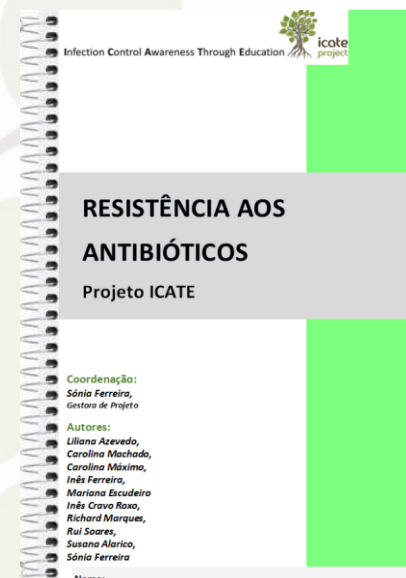 Infection Control Awareness Through Education
icate
project
RESISTÊNCIA AOS
ANTIBIÓTICOS
Projeto ICATE
Coordenação:
Sónia Ferreira,
Gestora de Projeto
Autores:
Liliana Azevedo,
Carolina Machado,
Carolina Máximo,
Inês Ferreira,
Mariana Escudeiro
Inês Cravo Roxo,
Richard Marques,
Rui Soares,
Susana Alarico,
Sónia Ferreira
Nome: